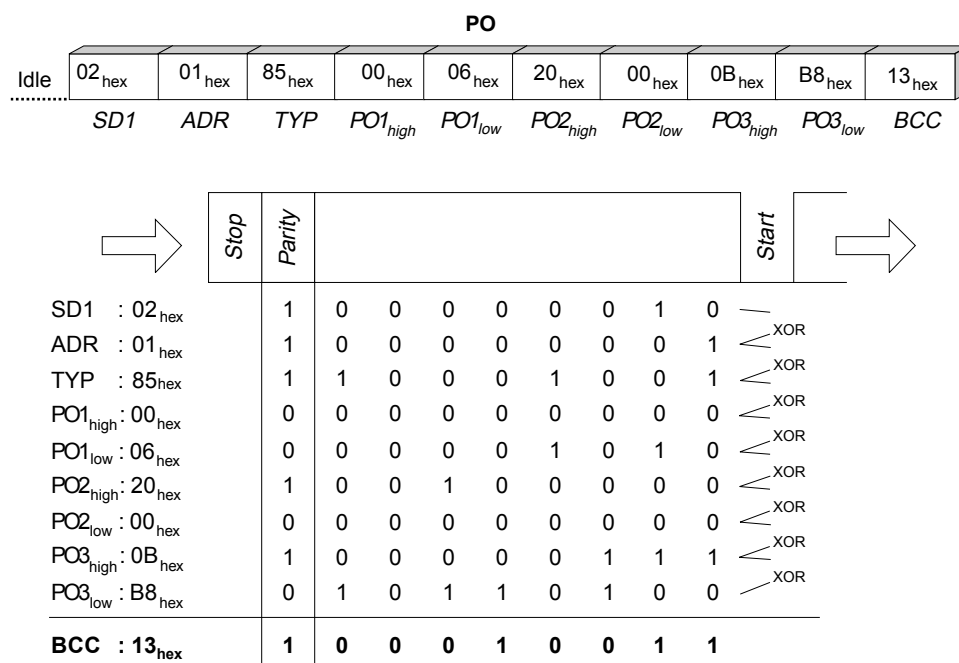 PO
Idle 02hex 01hex 85hex 00hex 06hex 20hex 00hex 0Bhex B8hex 13hex
SD1 ADR TYP PO1high PO1low PO2high PO2low PO3high PO3low BCC
Stop Parity Start
SD1 : 02hex 1 0 0 0 0 0 0 1 0
XOR
ADR : 01hex 1 0 0 0 0 0 0 0 1
XOR
TYP : 85hex 1 1 0 0 0 1 0 0 1
XOR
PO1high : 00hex 0 0 0 0 0 0 0 0 0
XOR
PO1low : 06hex 0 0 0 0 0 1 0 1 0
XOR
PO2high : 20hex 1 0 0 1 0 0 0 0 0
XOR
PO2low : 00hex 0 0 0 0 0 0 0 0 0
XOR
PO3high : 0Bhex 1 0 0 0 0 0 1 1 1
XOR
PO3low : B8hex 0 1 0 1 1 0 1 0 0
BCC : 13hex 1 0 0 0 1 0 0 1 1